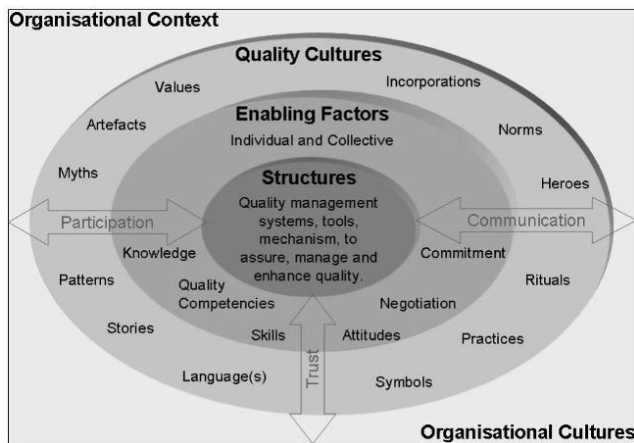 Organisational Context
Quality Cultures
Values
Incorporations
Artefacts
Enabling Factors
Norms
Individual and Collective
Myths
Structures
Heroes
Quality management
systems, tools,
mechanism, to
assure, manage and
enhance quality.
Participation
Communication
Knowledge
Commitment
Patterns
Quality
Competencies
Rituals
Negotiation
Stories
Skills
Attitudes
Practices
Trust
Language(s)
Symbols
Organisational Cultures